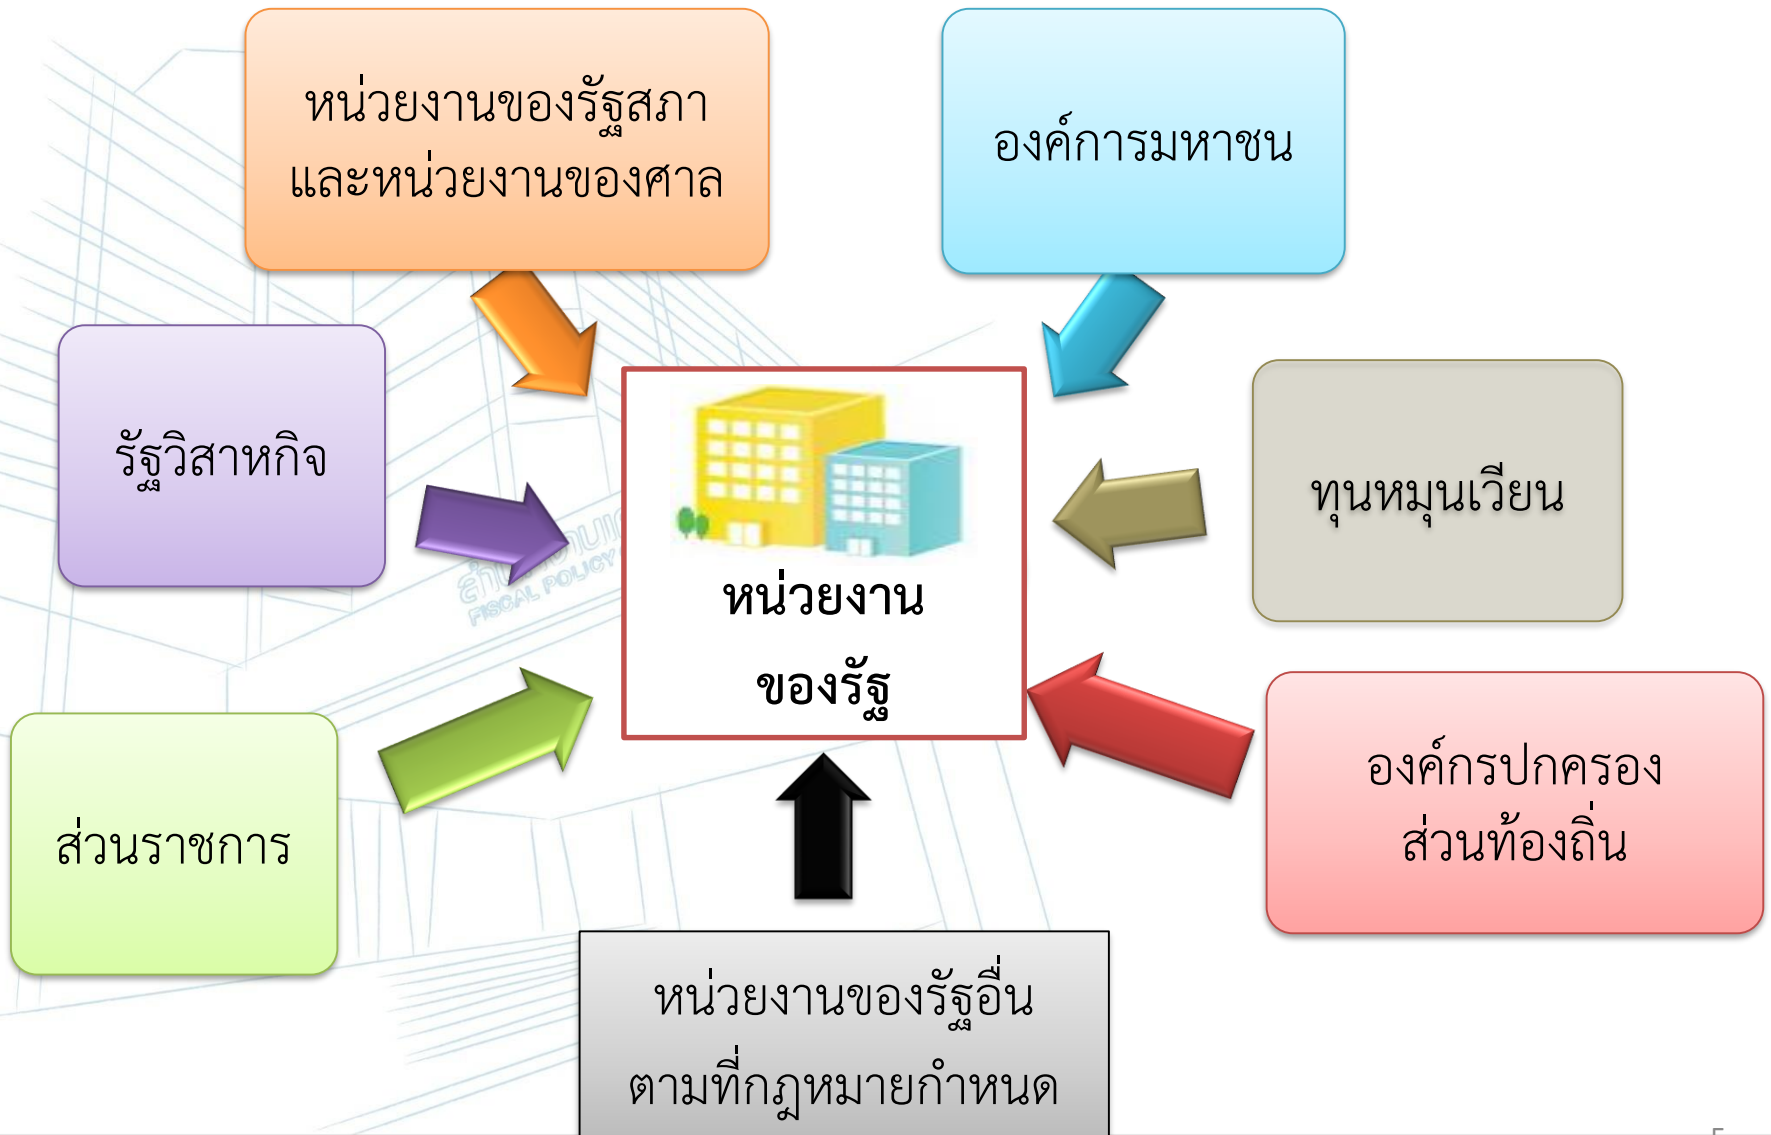 หน่วยงานของรัฐสภา
และหน่วยงานของศาล
องค์การมหาชน
รัฐวิสาหกิจ
ทุนหมุนเวียน
หน่วยงาน
ของรัฐ
ส่วนราชการ
องค์กรปกครอง
ส่วนท้องถิ่น
หน่วยงานของรัฐอื่น
ตามที่กฎหมายกำหนด
FISCAL POLICY